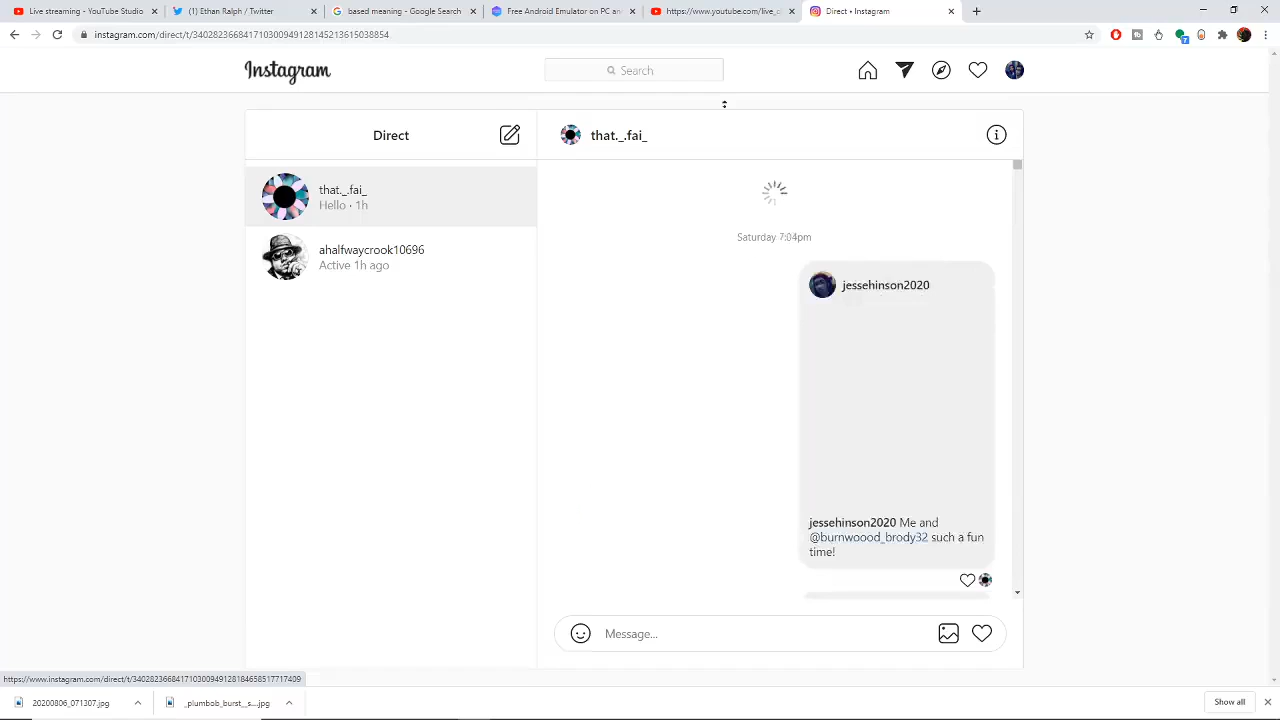 Live streaming - YouTube Studio
(1) Ethan Ralph / Twitter
based meaning - Google Search
Free Android Emulator on PC and
https://www.youtube.com/live_c
Direct • Instagram
instagram.com/direct/t/340282366841710300949128145213615038854
Instagram
Search
Direct
that._.fai_
that._.fai_
Hello · 1h
ahalfwaycrook10696
Active 1h ago
Saturday 7:04pm
jessehinson2020
jessehinson2020 Me and
@burnwoood_brody32 such a fun
time!
Message...
https://www.instagram.com/direct/t/340282366841710300949128184658517717409
20200806_071307.jpg
_plumbob_burst__s....jpg
Show all